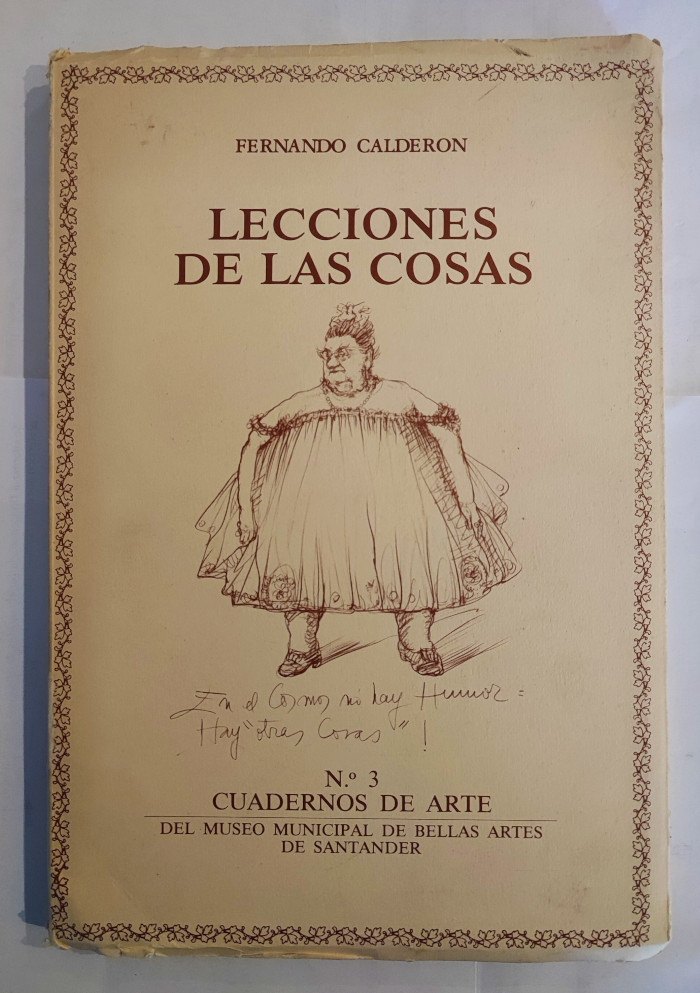 FERNANDO CALDERON
LECCIONES
DE LAS COSAS
En el Cosmos no hay Humor =
Hay "otras Cosas" !
N.º 3
CUADERNOS DE ARTE
DEL MUSEO MUNICIPAL DE BELLAS ARTES
DE SANTANDER